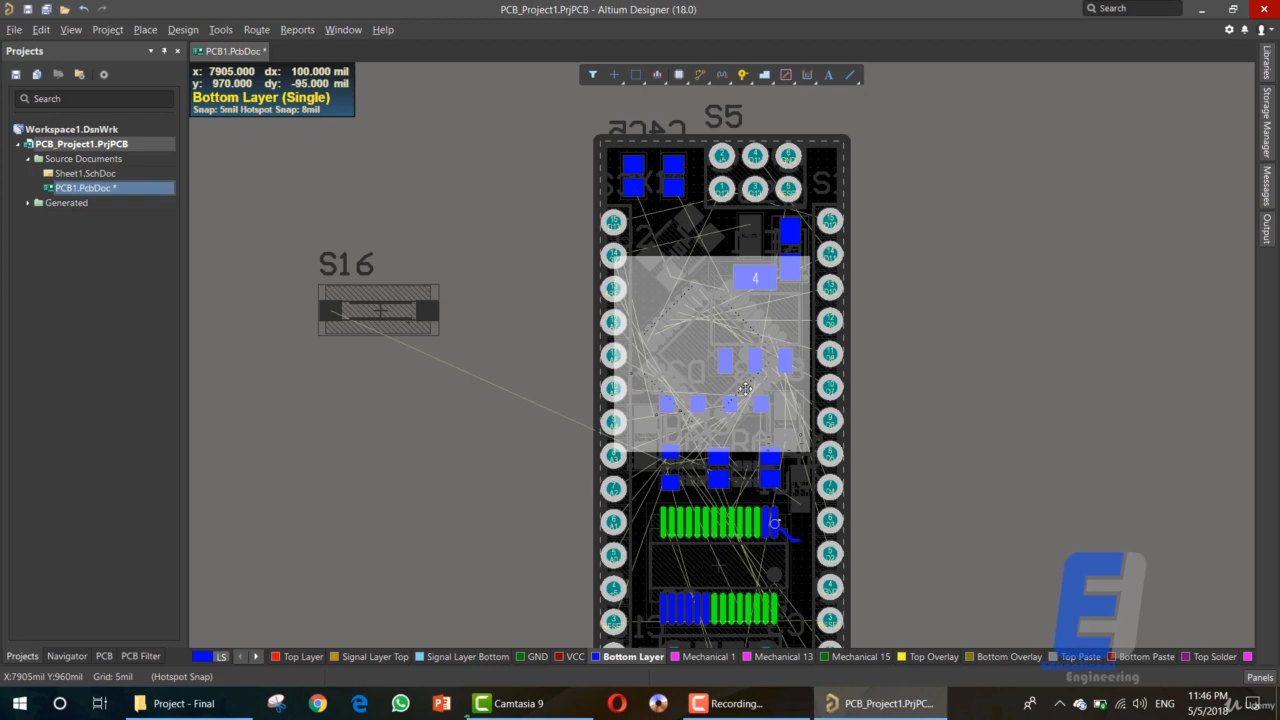 PCB_Project1.PrjPCB - Altium Designer (18.0)
Search
File Edit View Project Place Design Tools Route Reports Window Help
Projects
PCB1.PcbDoc *
x: 7905.000 dx: 100.000 mil
y: 970.000 dy: -95.000 mil
Bottom Layer (Single)
Snap: 5mil Hotspot Snap: 8mil
Search
Workspace1.DsnWrk
PCB_Project1.PrjPCB
Source Documents
Sheet1.SchDoc
PCB1.PcbDoc *
Generated
S5
S16
4
Libraries
Storage Manager
Messages
Output
Educational
Engineering
Projects Navigator PCB PCB Filter
LS Top Layer Signal Layer Top Signal Layer Bottom GND VCC Bottom Layer Mechanical 1 Mechanical 13 Mechanical 15 Top Overlay Bottom Overlay Top Paste Bottom Paste Top Solder
X:7905mil Y:960mil Grid: 5mil (Hotspot Snap)
Panels
Project - Final
Camtasia 9
Recording...
PCB_Project1.PrjPC...
11:46 PM
5/5/2018
Udemy